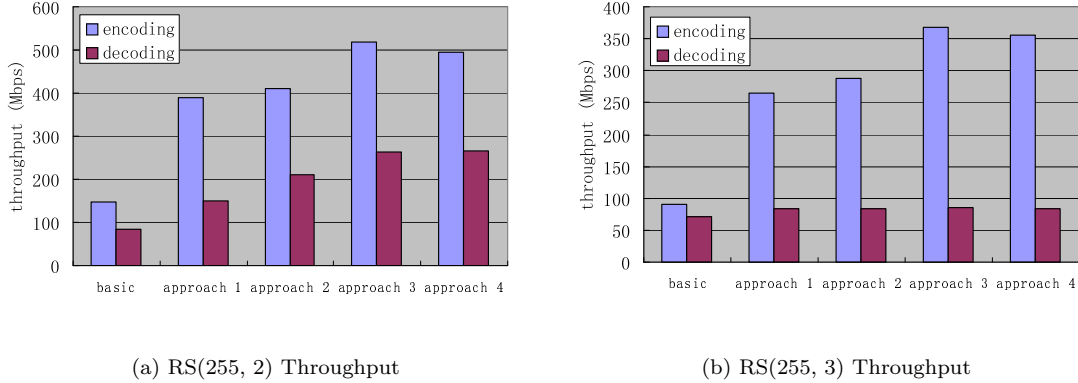 600
500
400
300
200
100
0
throughput (Mbps)
encoding
decoding
basic approach 1 approach 2 approach 3 approach 4
(a) RS(255, 2) Throughput
400
350
300
250
200
150
100
50
0
throughput (Mbps)
encoding
decoding
basic approach 1 approach 2 approach 3 approach 4
(b) RS(255, 3) Throughput